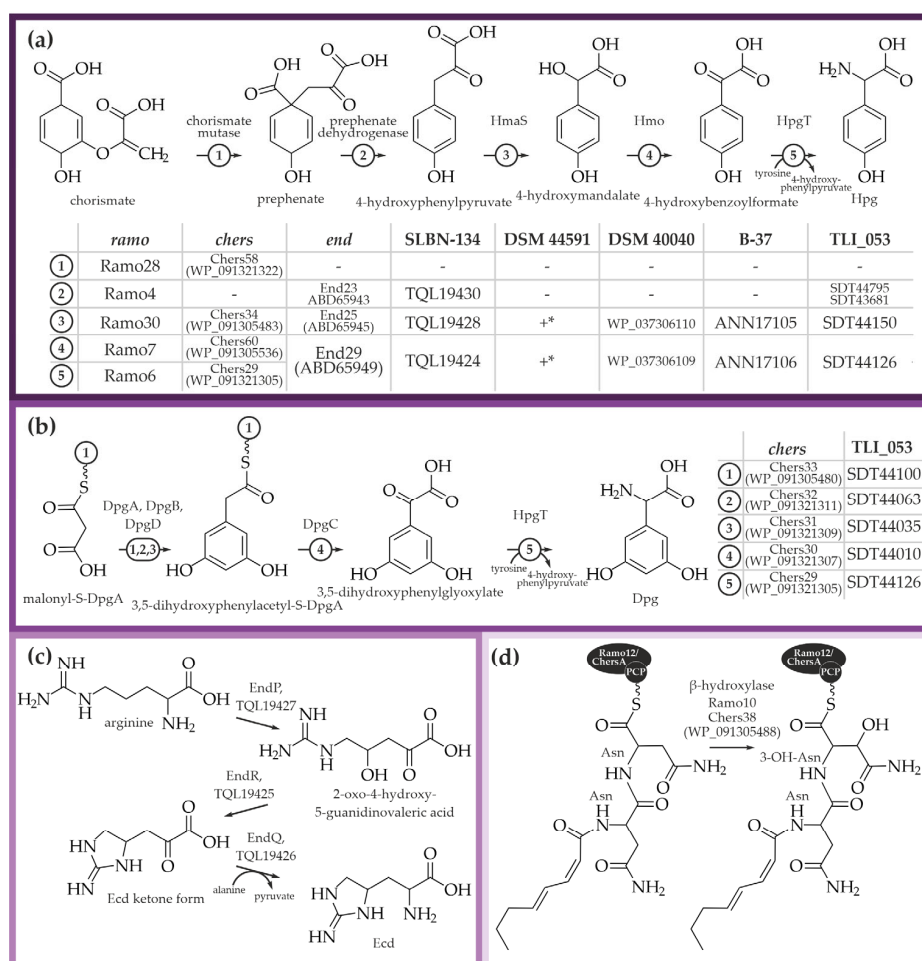 (a)
O
OH
O
OH
O
CH₂
OH
chorismate
chorismate
mutase
1
O
OH
O
OH
O
OH
prephenate
prephenate
dehydrogenase
2
O
OH
O
OH
4-hydroxyphenylpyruvate
HmaS
3
O
HO
OH
OH
4-hydroxymandalate
Hmo
4
O
O
OH
OH
4-hydroxybenzoylformate
HpgT
5
tyrosine
4-hydroxy-
phenylpyruvate
O
H₂N
OH
OH
Hpg
ramo chers end SLBN-134 DSM 44591 DSM 40040 B-37 TLI_053
1 Ramo28 Chers58 (WP_091321322) - - - - - -
2 Ramo4 - End23 ABD65943 TQL19430 - - - SDT44795 SDT43681
3 Ramo30 Chers34 (WP_091305483) End25 (ABD65945) TQL19428 +* WP_037306110 ANN17105 SDT44150
4 Ramo7 Chers60 (WP_091305536) End29 (ABD65949) TQL19424 +* WP_037306109 ANN17106 SDT44126
5 Ramo6 Chers29 (WP_091321305)
(b)
1
S
O
O
OH
malonyl-S-DpgA
DpgA, DpgB,
DpgD
1,2,3
1
S
O
HO
OH
3,5-dihydroxyphenylacetyl-S-DpgA
DpgC
4
O
OH
O
HO
OH
3,5-dihydroxyphenylglyoxylate
HpgT
5
tyrosine
4-hydroxy-
phenylpyruvate
OH
H₂N
O
HO
OH
Dpg
chers TLI_053
1 Chers33 (WP_091305480) SDT44100
2 Chers32 (WP_091321311) SDT44063
3 Chers31 (WP_091321309) SDT44035
4 Chers30 (WP_091321307) SDT44010
5 Chers29 (WP_091321305) SDT44126
(c)
NH
H₂N
N
H
O
OH
NH₂
arginine
EndP,
TQL19427
NH
H₂N
N
H
OH
O
O
OH
2-oxo-4-hydroxy-
5-guanidinovaleric acid
EndR,
TQL19425
HN
NH
HN
O
O
OH
Ecd ketone form
EndQ,
TQL19426
alanine
pyruvate
HN
NH
HN
O
OH
NH₂
Ecd
(d)
Ramo12/
ChersA
PCP
S
O
Asn
NH
O
NH₂
Asn
O
NH
O
O
NH₂
β-hydroxylase
Ramo10
Chers38
(WP_091305488)
Ramo12/
ChersA
PCP
S
O
OH
3-OH-Asn
NH
O
NH₂
Asn
O
NH
O
O
NH₂